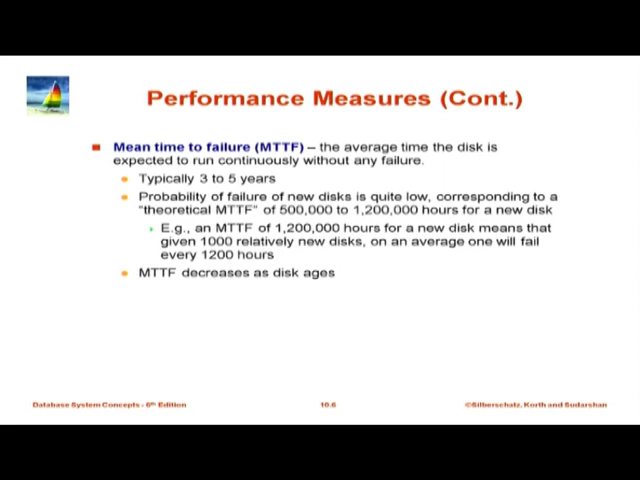 Performance Measures (Cont.)
Mean time to failure (MTTF) – the average time the disk is
expected to run continuously without any failure.
Typically 3 to 5 years
Probability of failure of new disks is quite low, corresponding to a
“theoretical MTTF” of 500,000 to 1,200,000 hours for a new disk
E.g., an MTTF of 1,200,000 hours for a new disk means that
given 1000 relatively new disks, on an average one will fail
every 1200 hours
MTTF decreases as disk ages
Database System Concepts - 6th Edition
10.6
©Silberschatz, Korth and Sudarshan